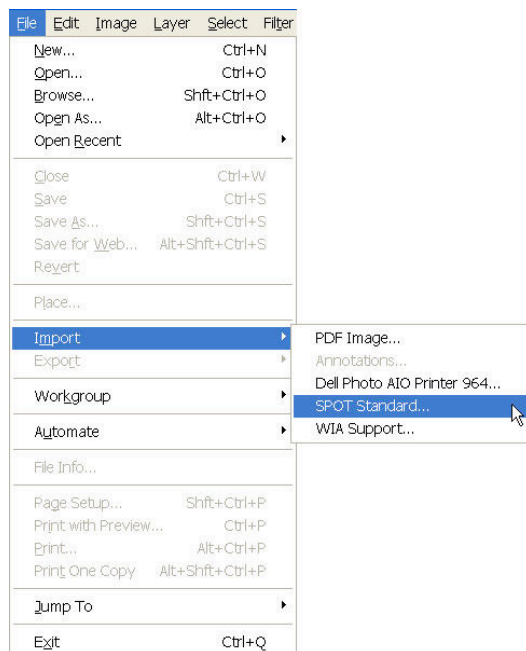 File Edit Image Layer Select Filter
New... Ctrl+N
Open... Ctrl+O
Browse... Shft+Ctrl+O
Open As... Alt+Ctrl+O
Open Recent
Close Ctrl+W
Save Ctrl+S
Save As... Shft+Ctrl+S
Save for Web... Alt+Shft+Ctrl+S
Revert
Place...
Import
Export
Workgroup
Automate
File Info...
Page Setup... Shft+Ctrl+P
Print with Preview... Ctrl+P
Print... Alt+Ctrl+P
Print One Copy Alt+Shft+Ctrl+P
Jump To
Exit Ctrl+Q
PDF Image...
Annotations...
Dell Photo AIO Printer 964...
SPOT Standard...
WIA Support...